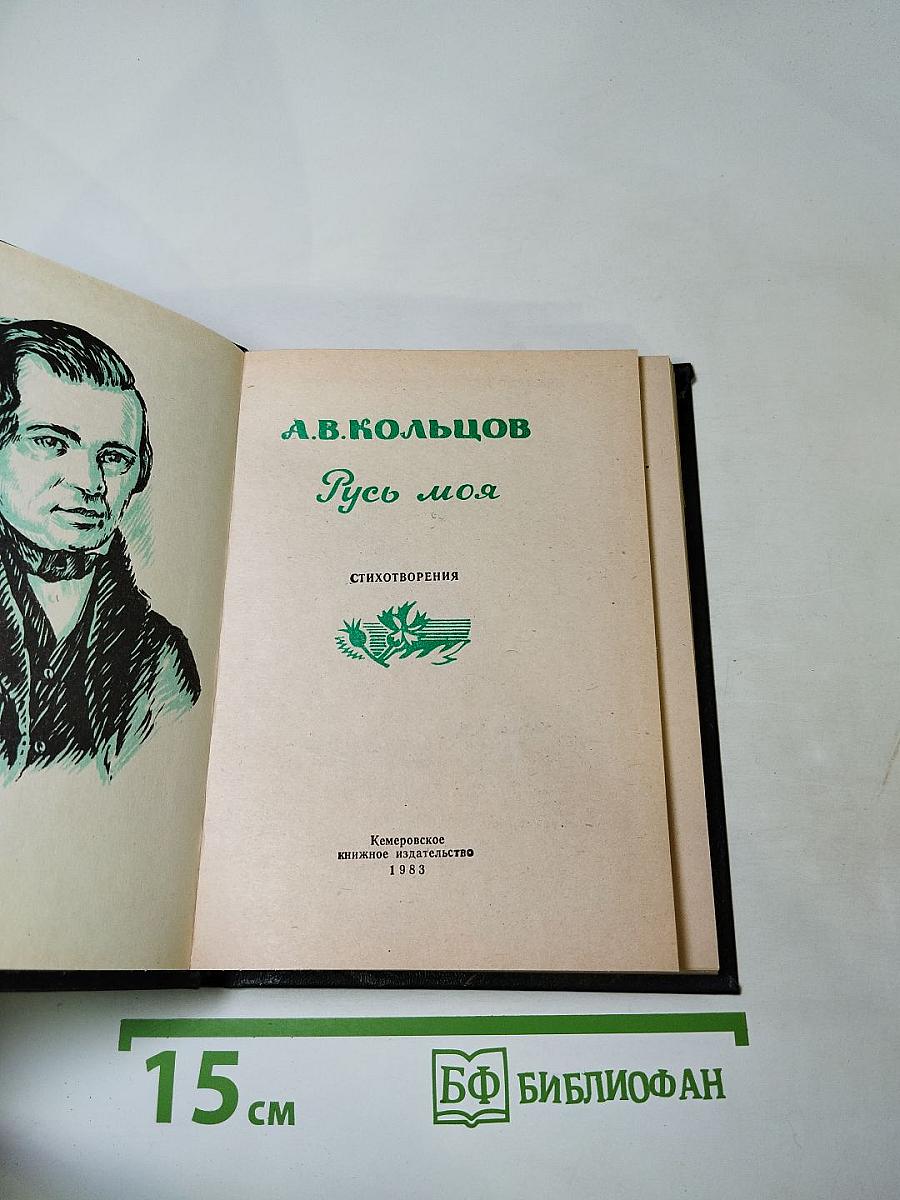 А.В.КОЛЬЦОВ
Русь моя
СТИХОТВОРЕНИЯ
Кемеровское
книжное издательство
1983
15 см
БФ БИБЛИОФАН